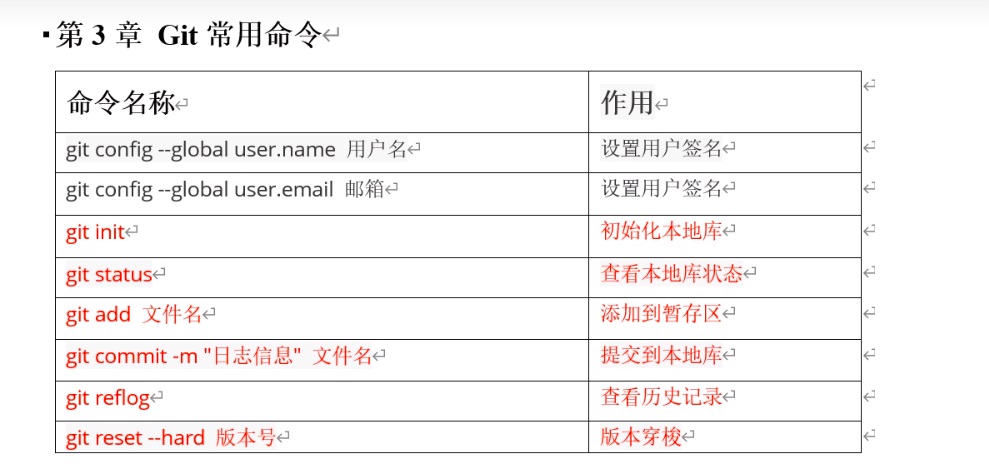 第 3 章 Git 常用命令
命令名称 作用
git config --global user.name 用户名 设置用户签名
git config --global user.email 邮箱 设置用户签名
git init 初始化本地库
git status 查看本地库状态
git add 文件名 添加到暂存区
git commit -m "日志信息" 文件名 提交到本地库
git reflog 查看历史记录
git reset --hard 版本号 版本穿梭